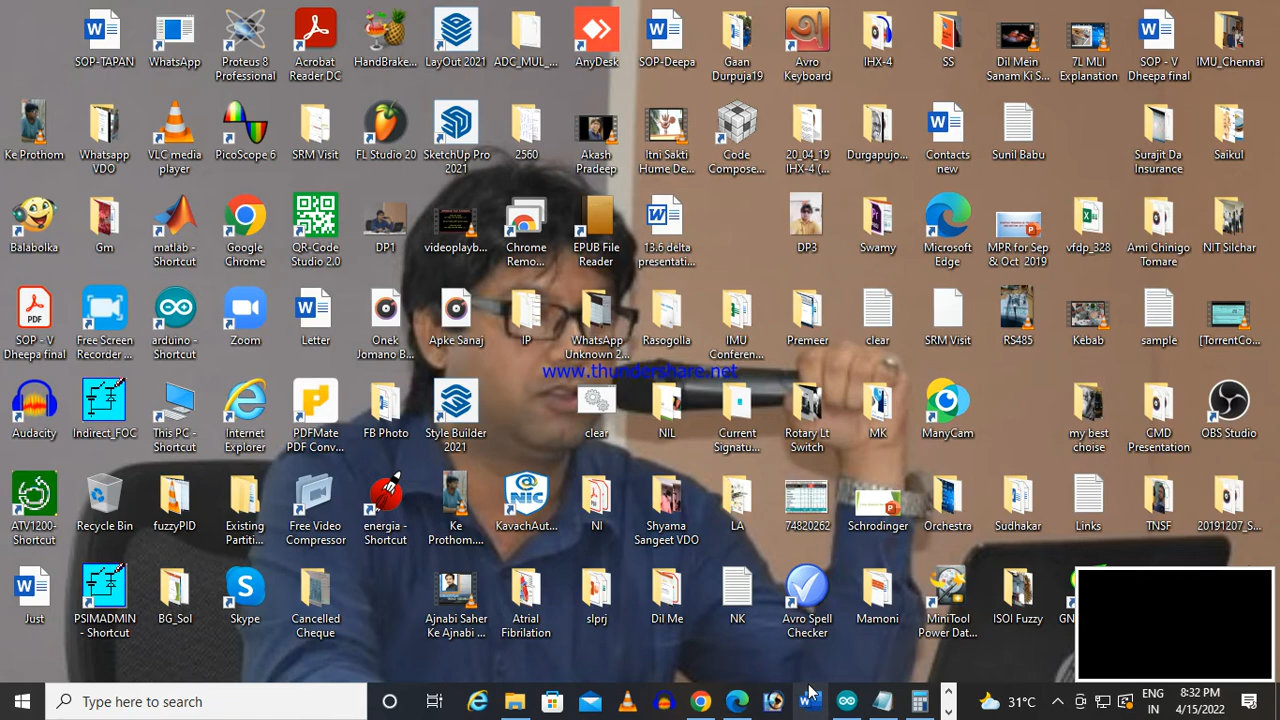 SOP-TAPAN
WhatsApp
Proteus 8
Professional
Acrobat
Reader DC
HandBrake...
LayOut 2021
ADC_MUL_...
AnyDesk
SOP-Deepa
Gaan
Durpuja19
Avro
Keyboard
IHX-4
SS
Dil Mein
Sanam Ki S...
7L MLI
Explanation
SOP - V
Dheepa final
IMU_Chennai
Ke Prothom
Whatsapp
VDO
VLC media
player
PicoScope 6
SRM Visit
FL Studio 20
SketchUp Pro
2021
2560
Akash
Pradeep
Itni Sakti
Hume De...
Code
Compose...
20_04_19
IHX-4 (...
Durgapujo...
Contacts
new
Sunil Babu
Surajit Da
Insurance
Saikul
Balabolka
Gm
matlab -
Shortcut
Google
Chrome
QR-Code
Studio 2.0
DP1
videoplayb...
Chrome
Remo...
EPUB File
Reader
13.6 delta
presentati...
DP3
Swamy
Microsoft
Edge
MPR for Sep
& Oct 2019
vfdp_328
Ami Chinigo
Tomare
NIT Silchar
SOP - V
Dheepa final
Free Screen
Recorder ...
arduino -
Shortcut
Zoom
Letter
Onek
Jomano B...
Apke Sanaj
IP
WhatsApp
Unknown 2...
Rasogolla
IMU
Conferen...
Premeer
clear
SRM Visit
RS485
Kebab
sample
[TorrentCo...
www.thundershare.net
Audacity
Indirect_FOC
This PC -
Shortcut
Internet
Explorer
PDFMate
PDF Conv...
FB Photo
Style Builder
2021
clear
NIL
Current
Signatu...
Rotary Lt
Switch
MK
ManyCam
my best
choise
CMD
Presentation
OBS Studio
ATV1200-
Shortcut
Recycle Bin
fuzzyPID
Existing
Partiti...
Free Video
Compressor
energia -
Shortcut
Ke
Prothom....
KavachAut...
NI
Shyama
Sangeet VDO
LA
74820262
Schrodinger
Orchestra
Sudhakar
Links
TNSF
20191207_S...
Just
PSIMADMIN
- Shortcut
BG_Sol
Skype
Cancelled
Cheque
Ajnabi Saher
Ke Ajnabi ...
Atrial
Fibrilation
slprj
Dil Me
NK
Avro Spell
Checker
Mamoni
MiniTool
Power Dat...
ISOI Fuzzy
GN
Type here to search
31°C
ENG
IN
8:32 PM
4/15/2022